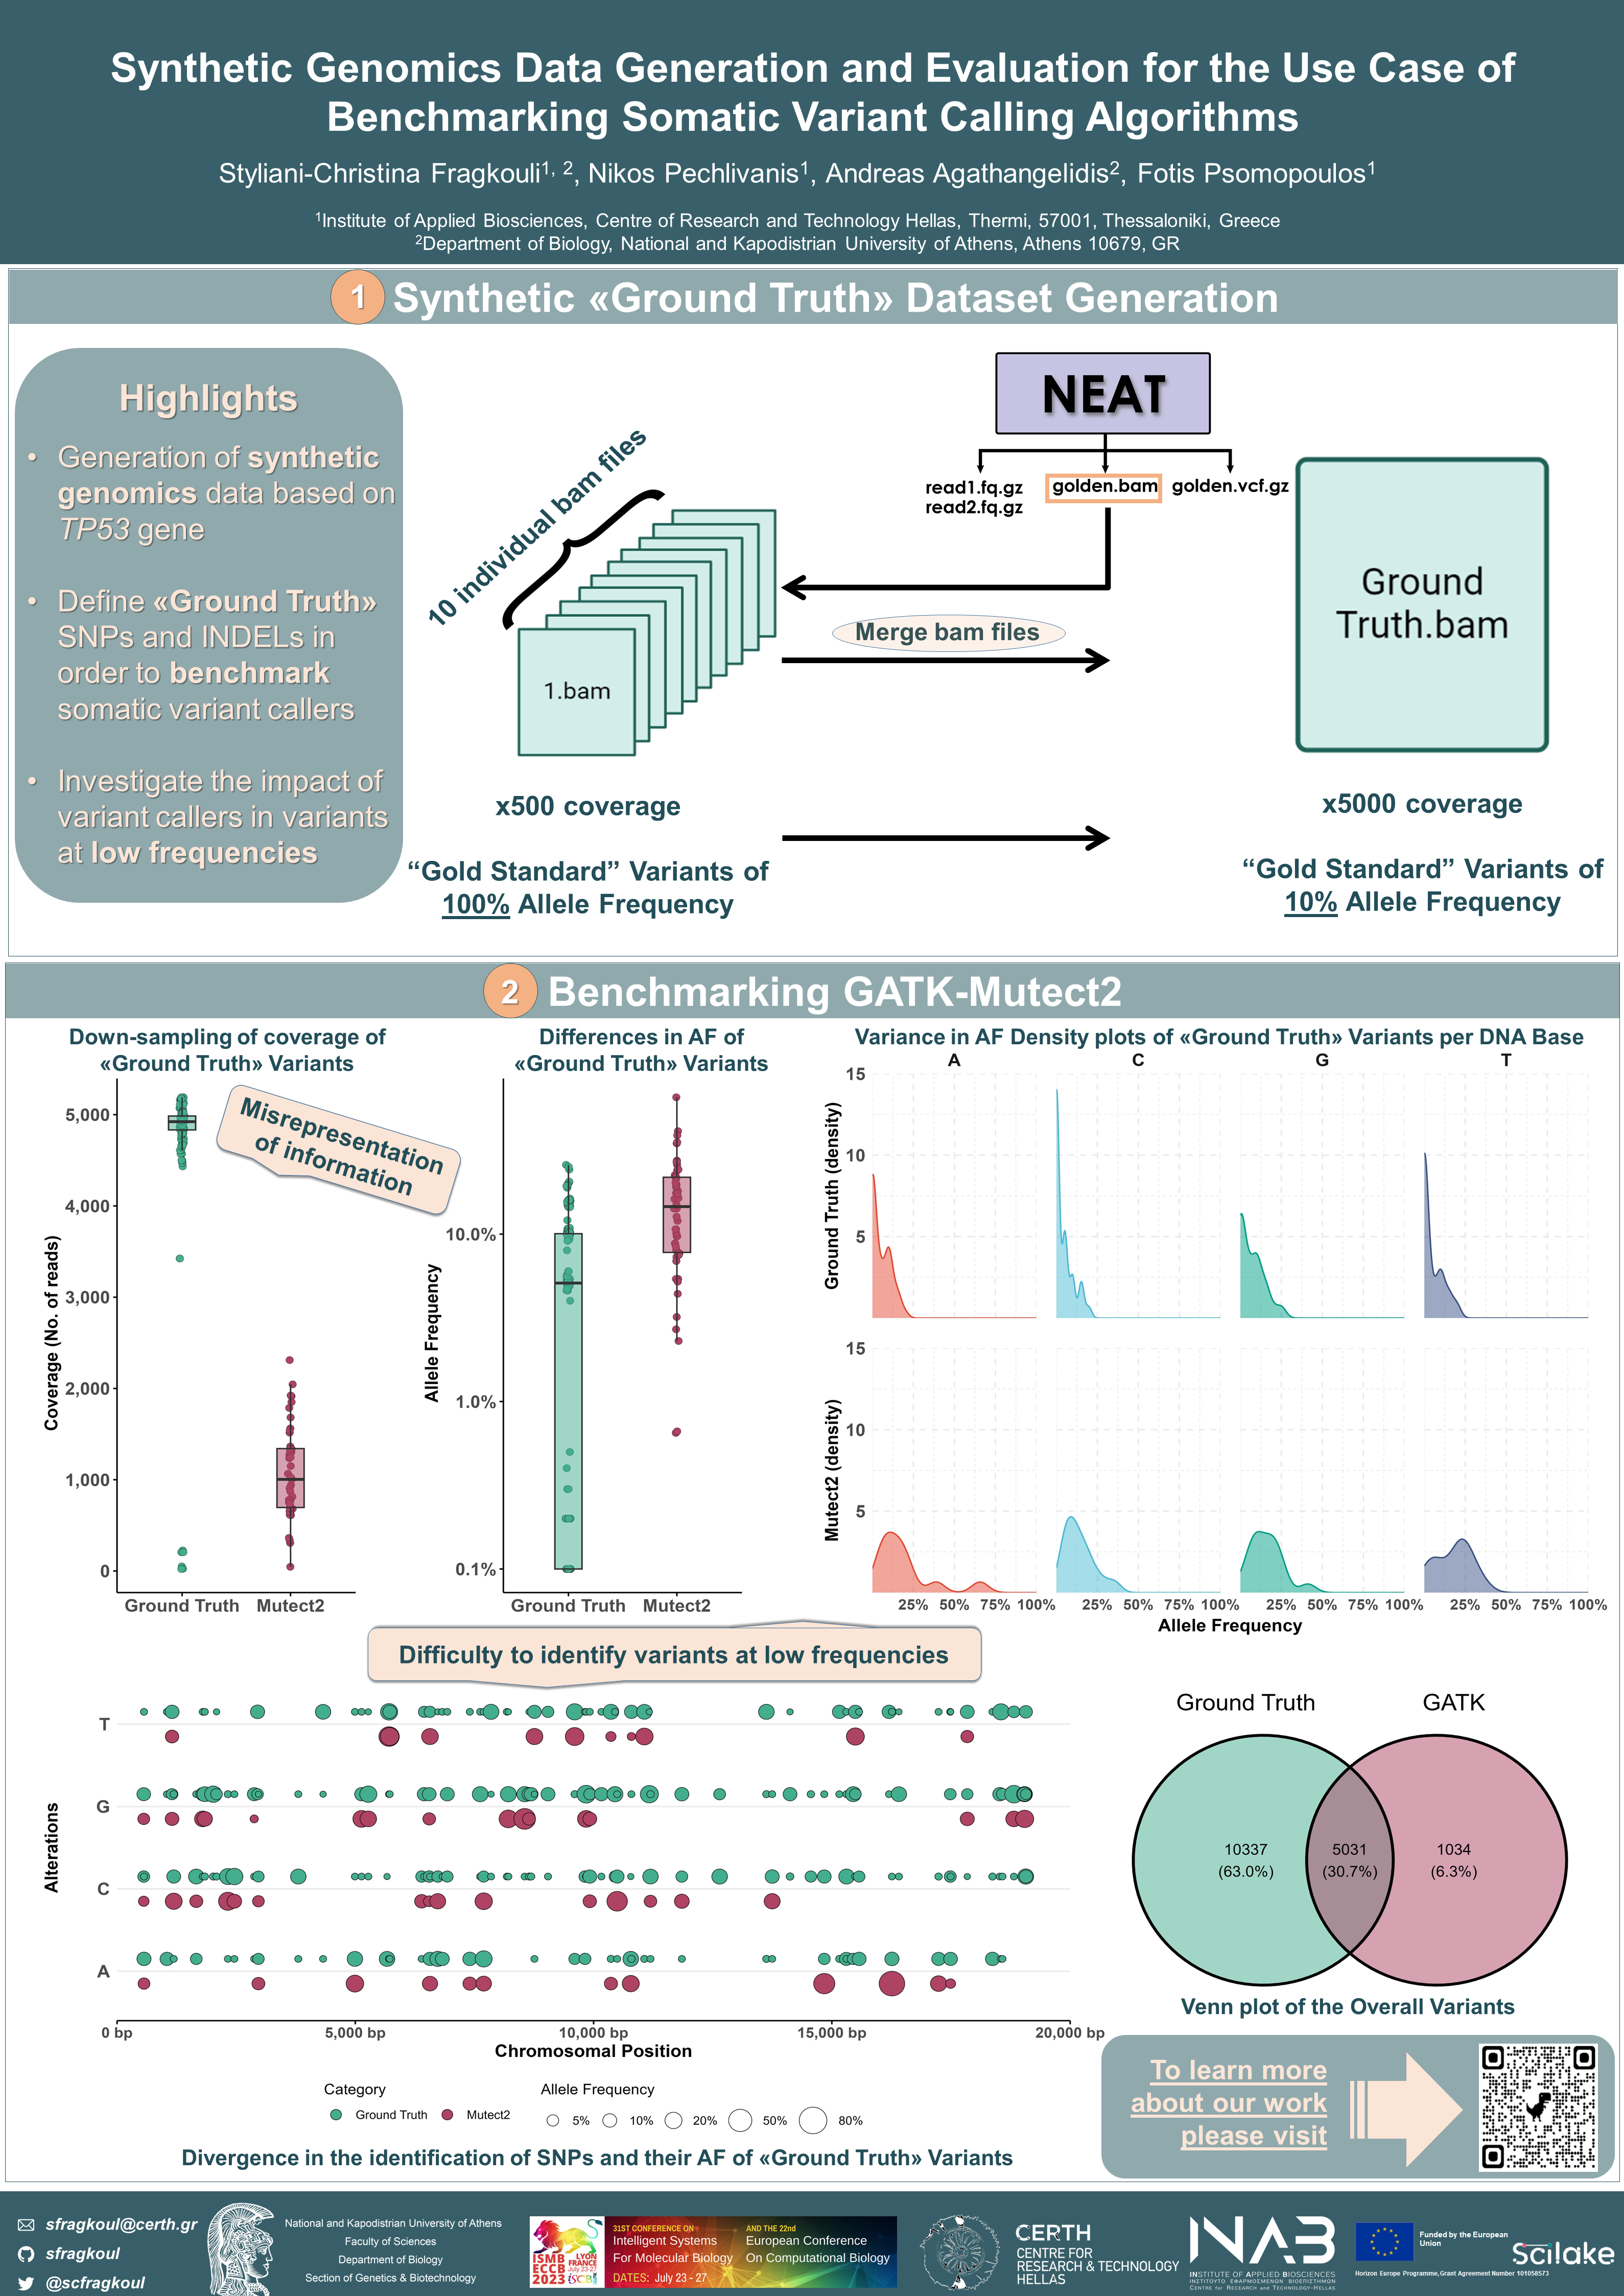 Synthetic Genomics Data Generation and Evaluation for the Use Case of
Benchmarking Somatic Variant Calling Algorithms
Styliani-Christina Fragkouli1, 2, Nikos Pechlivanis1, Andreas Agathangelidis2, Fotis Psomopoulos1
1Institute of Applied Biosciences, Centre of Research and Technology Hellas, Thermi, 57001, Thessaloniki, Greece
2Department of Biology, National and Kapodistrian University of Athens, Athens 10679, GR
1 Synthetic «Ground Truth» Dataset Generation
Highlights
• Generation of synthetic
genomics data based on
TP53 gene
• Define «Ground Truth»
SNPs and INDELs in
order to benchmark
somatic variant callers
• Investigate the impact of
variant callers in variants
at low frequencies
10 individual bam files
1.bam
x500 coverage
“Gold Standard” Variants of
100% Allele Frequency
NEAT
read1.fq.gz
read2.fq.gz
golden.bam
golden.vcf.gz
Merge bam files
Ground
Truth.bam
x5000 coverage
“Gold Standard” Variants of
10% Allele Frequency
2 Benchmarking GATK-Mutect2
Down-sampling of coverage of
«Ground Truth» Variants
Coverage (No. of reads)
5,000
4,000
3,000
2,000
1,000
0
Ground Truth Mutect2
Misrepresentation
of information
Differences in AF of
«Ground Truth» Variants
Allele Frequency
10.0%
1.0%
0.1%
Ground Truth Mutect2
Variance in AF Density plots of «Ground Truth» Variants per DNA Base
A C G T
Ground Truth (density)
15
10
5
Mutect2 (density)
15
10
5
25% 50% 75% 100% 25% 50% 75% 100% 25% 50% 75% 100% 25% 50% 75% 100%
Allele Frequency
Difficulty to identify variants at low frequencies
Alterations
T
G
C
A
0 bp 5,000 bp 10,000 bp 15,000 bp 20,000 bp
Chromosomal Position
Category
Ground Truth Mutect2
Allele Frequency
5% 10% 20% 50% 80%
Divergence in the identification of SNPs and their AF of «Ground Truth» Variants
Ground Truth GATK
10337
(63.0%)
5031
(30.7%)
1034
(6.3%)
Venn plot of the Overall Variants
To learn more
about our work
please visit
sfragkoul@certh.gr
sfragkoul
@scfragkoul
National and Kapodistrian University of Athens
Faculty of Sciences
Department of Biology
Section of Genetics & Biotechnology
ISMB
ECCB
2023
LYON
FRANCE
July 23-27
ISCB
31ST CONFERENCE ON
Intelligent Systems
For Molecular Biology
DATES: July 23 - 27
AND THE 22nd
European Conference
On Computational Biology
CERTH
CENTRE FOR
RESEARCH & TECHNOLOGY
HELLAS
INAB
INSTITUTE OF APPLIED BIOSCIENCES
ΙΝΣΤΙΤΟΥΤΟ ΕΦΑΡΜΟΣΜΕΝΩΝ ΒΙΟΕΠΙΣΤΗΜΩΝ
Centre for Research and Technology-Hellas
Funded by the European
Union
Horizon Europe Programme, Grant Agreement Number 101058573
Scilake